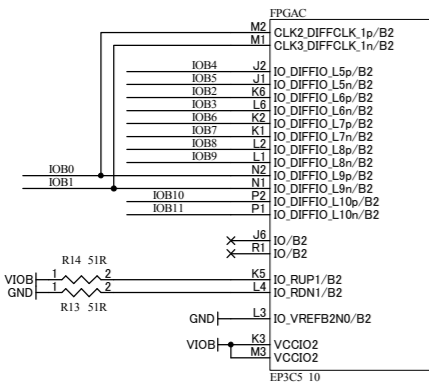 FPGAC
M2 CLK2_DIFFCLK_1p/B2
M1 CLK3_DIFFCLK_1n/B2
IOB4 J2 IO_DIFFIO_L5p/B2
IOB5 J1 IO_DIFFIO_L5n/B2
IOB2 K6 IO_DIFFIO_L6p/B2
IOB3 L6 IO_DIFFIO_L6n/B2
IOB6 K2 IO_DIFFIO_L7p/B2
IOB7 K1 IO_DIFFIO_L7n/B2
IOB8 L2 IO_DIFFIO_L8p/B2
IOB9 L1 IO_DIFFIO_L8n/B2
IOB0 N2 IO_DIFFIO_L9p/B2
IOB1 N1 IO_DIFFIO_L9n/B2
IOB10 P2 IO_DIFFIO_L10p/B2
IOB11 P1 IO_DIFFIO_L10n/B2
J6 IO/B2
R1 IO/B2
R14 51R
VIOB 1 2 K5 IO_RUP1/B2
GND 1 2 L4 IO_RDN1/B2
R13 51R
GND L3 IO_VREFB2N0/B2
VIOB K3 VCCIO2
M3 VCCIO2
EP3C5_10